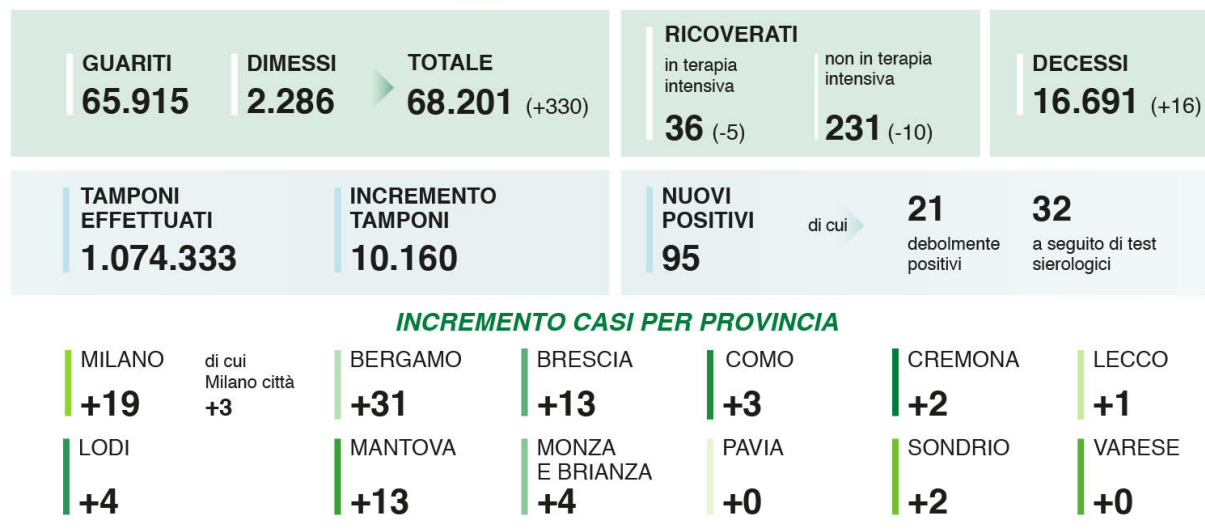 GUARITI
65.915
DIMESSI
2.286
TOTALE
68.201 (+330)
RICOVERATI
in terapia
intensiva
36 (-5)
non in terapia
intensiva
231 (-10)
DECESSI
16.691 (+16)
TAMPONI
EFFETTUATI
1.074.333
INCREMENTO
TAMPONI
10.160
NUOVI
POSITIVI
95
di cui
21
debolmente
positivi
32
a seguito di test
sierologici
INCREMENTO CASI PER PROVINCIA
MILANO
+19
di cui
Milano città
+3
BERGAMO
+31
BRESCIA
+13
COMO
+3
CREMONA
+2
LECCO
+1
LODI
+4
MANTOVA
+13
MONZA
E BRIANZA
+4
PAVIA
+0
SONDRIO
+2
VARESE
+0